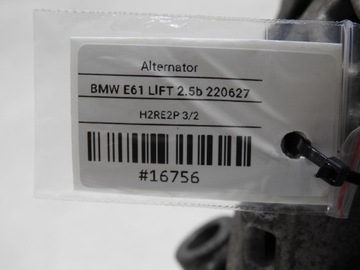 Alternator
BMW E61 LIFT 2.5b 220627
H2RE2P 3/2
#16756